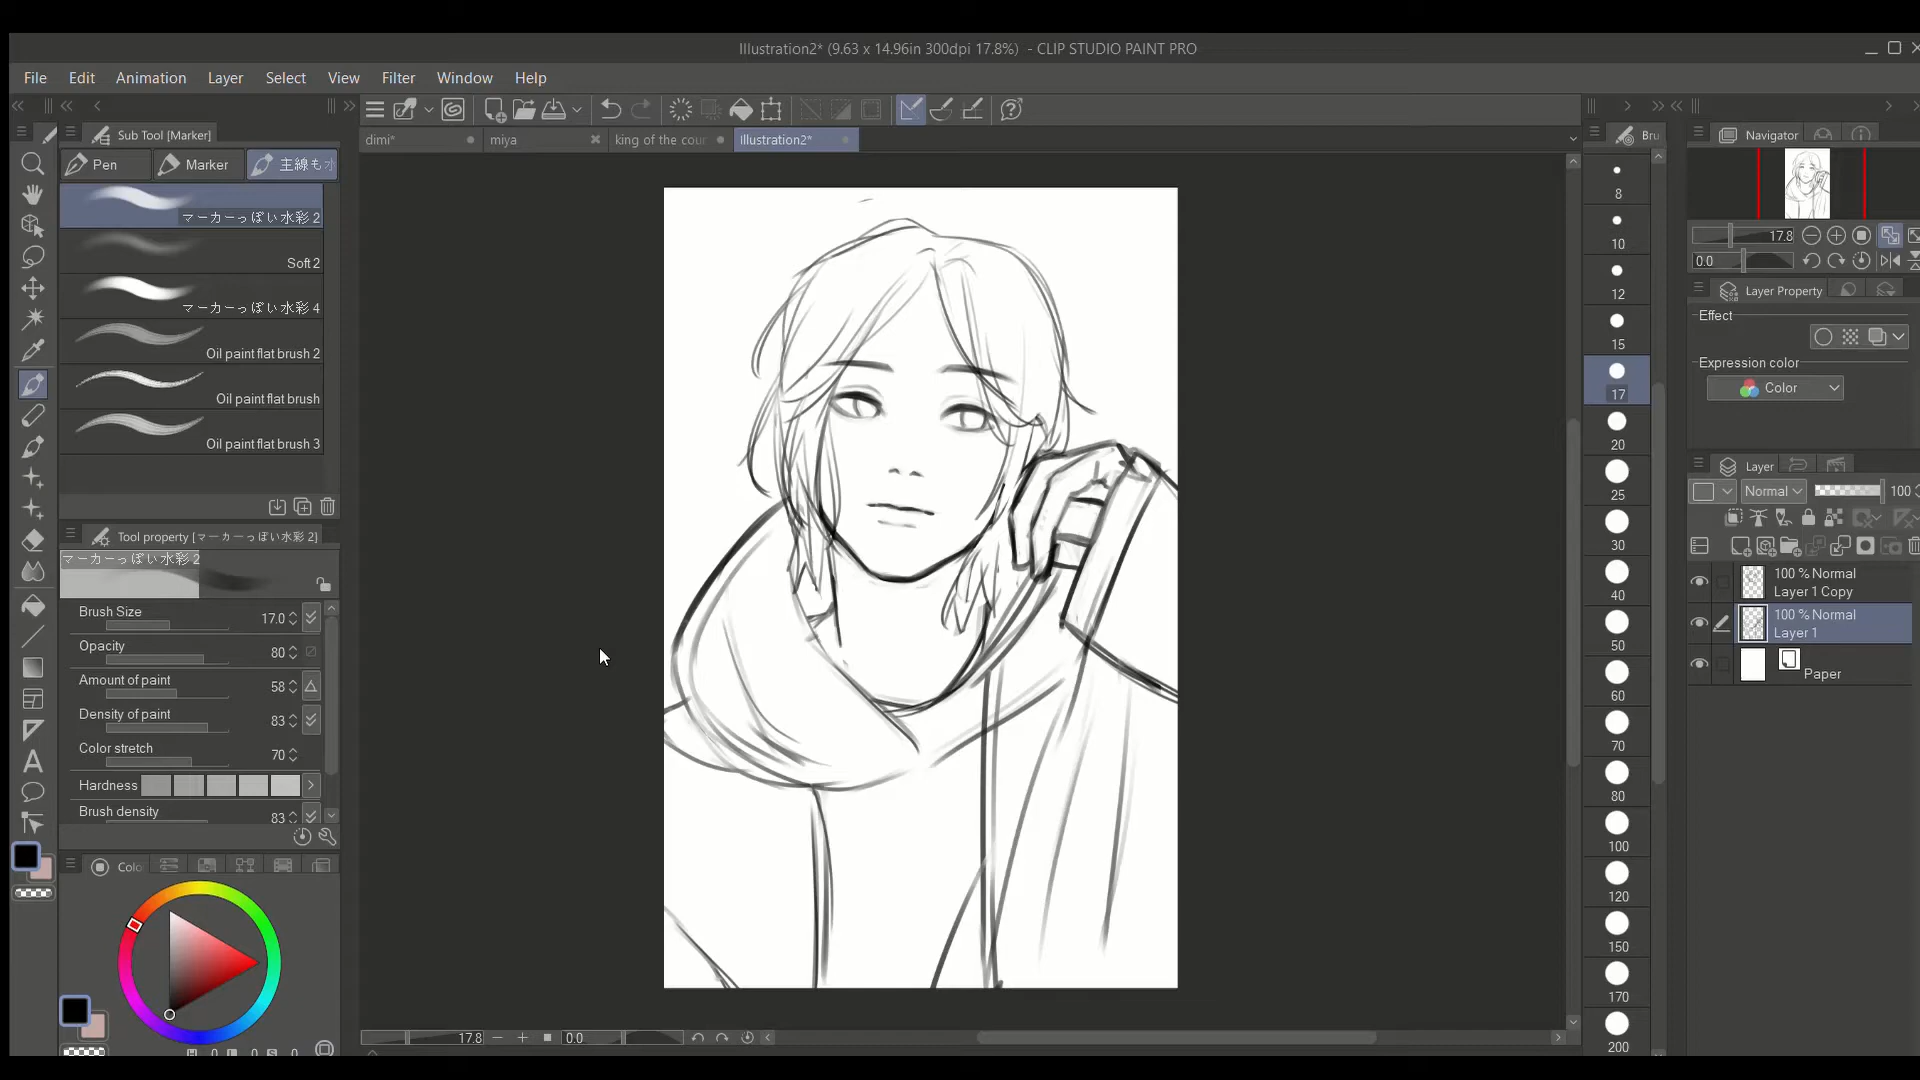 Illustration2* (9.63 x 14.96in 300dpi 17.8%) - CLIP STUDIO PAINT PRO
File Edit Animation Layer Select View Filter Window Help
Sub Tool [Marker]
Pen Marker 主線も
dimi* miya king of the cour Illustration2*
マーカーっぽい水彩 2
Soft 2
マーカーっぽい水彩 4
Oil paint flat brush 2
Oil paint flat brush
Oil paint flat brush 3
Tool property [マーカーっぽい水彩 2]
マーカーっぽい水彩 2
Brush Size 17.0
Opacity 80
Amount of paint 58
Density of paint 83
Color stretch 70
Hardness
Brush density 83
Colo
17.8 0.0
Bru
8
10
12
15
17
20
25
30
40
50
60
70
80
100
120
150
170
200
Navigator
17.8
0.0
Layer Property
Effect
Expression color
Color
Layer
Normal 100
100 % Normal
Layer 1 Copy
100 % Normal
Layer 1
Paper